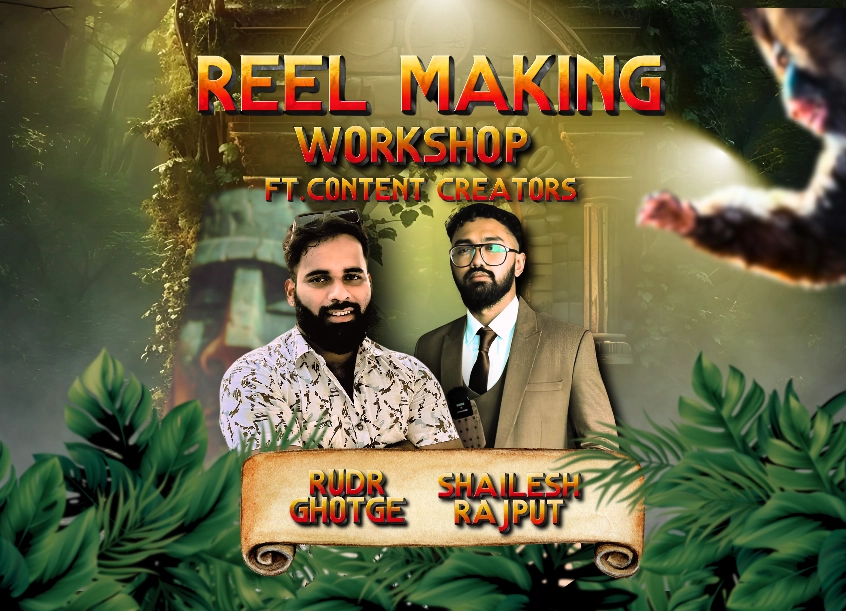 REEL MAKING
WORKSHOP
FT.CONTENT CREATORS
RUDR
GHOTGE
SHAILESH
RAJPUT